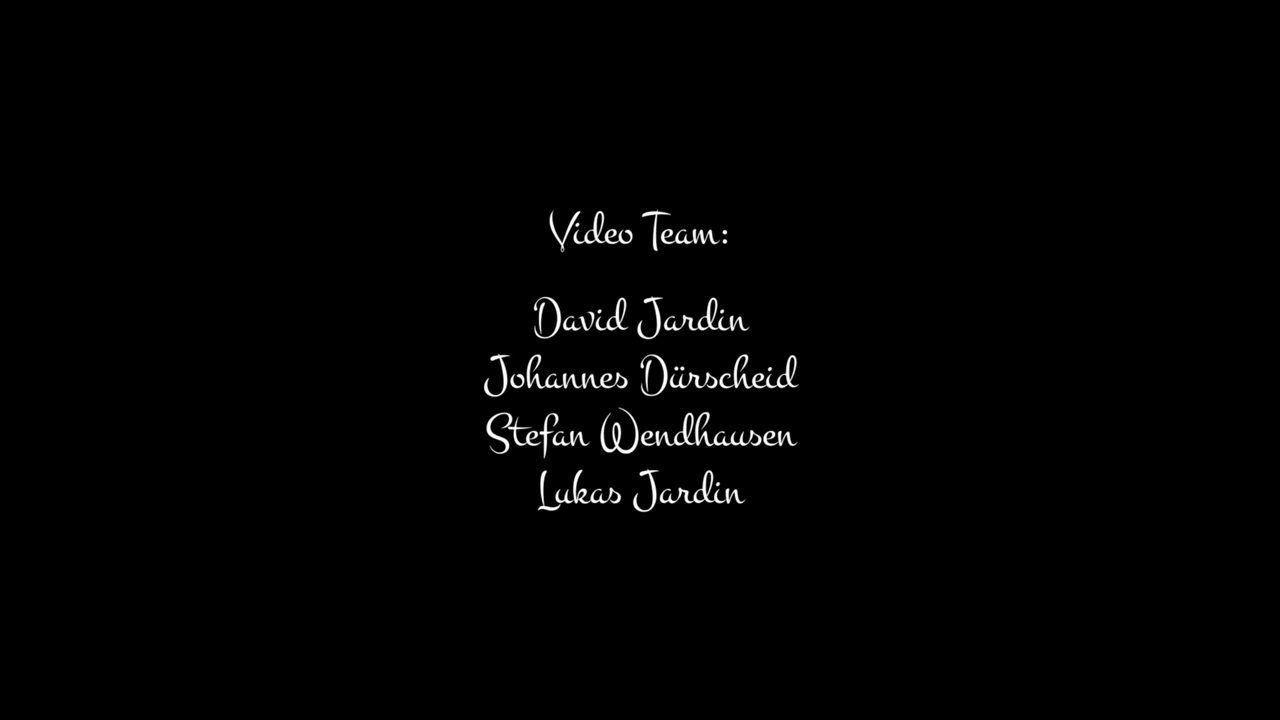 Video Team:
David Jardin
Johannes Dürscheid
Stefan Wendhausen
Lukas Jardin